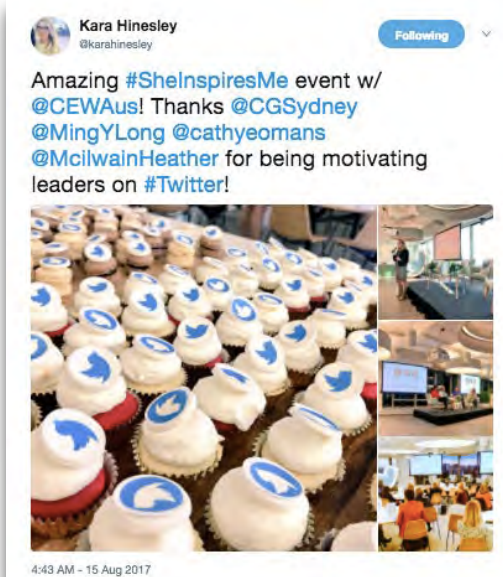 Kara Hinesley
@karahinesley
Following
Amazing #SheInspiresMe event w/
@CEWAus! Thanks @CGSydney
@MingYLong @cathyeomans
@McilwainHeather for being motivating
leaders on #Twitter!
4:43 AM - 15 Aug 2017